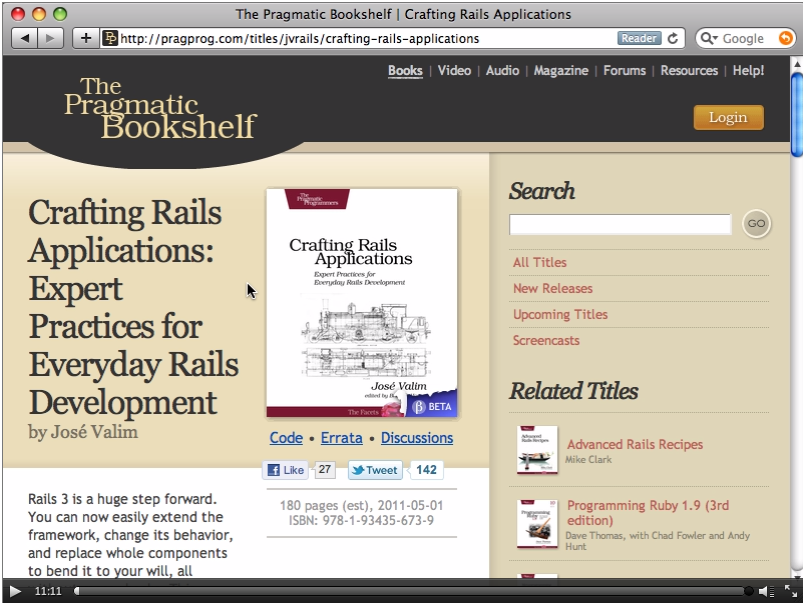 The Pragmatic Bookshelf | Crafting Rails Applications
http://pragprog.com/titles/jvrails/crafting-rails-applications
Reader
Google
Books | Video | Audio | Magazine | Forums | Resources | Help!
The
Pragmatic
Bookshelf
Login
Crafting Rails
Applications:
Expert
Practices for
Everyday Rails
Development
by José Valim
The
Pragmatic
Programmers
Crafting Rails
Applications
Expert Practices for
Everyday Rails Development
José Valim
edited by
The Facets
β BETA
Code • Errata • Discussions
Like 27 Tweet 142
180 pages (est), 2011-05-01
ISBN: 978-1-93435-673-9
Rails 3 is a huge step forward.
You can now easily extend the
framework, change its behavior,
and replace whole components
to bend it to your will, all
Search
GO
All Titles
New Releases
Upcoming Titles
Screencasts
Related Titles
Advanced Rails Recipes
Mike Clark
Programming Ruby 1.9 (3rd
edition)
Dave Thomas, with Chad Fowler and Andy
Hunt
11:11